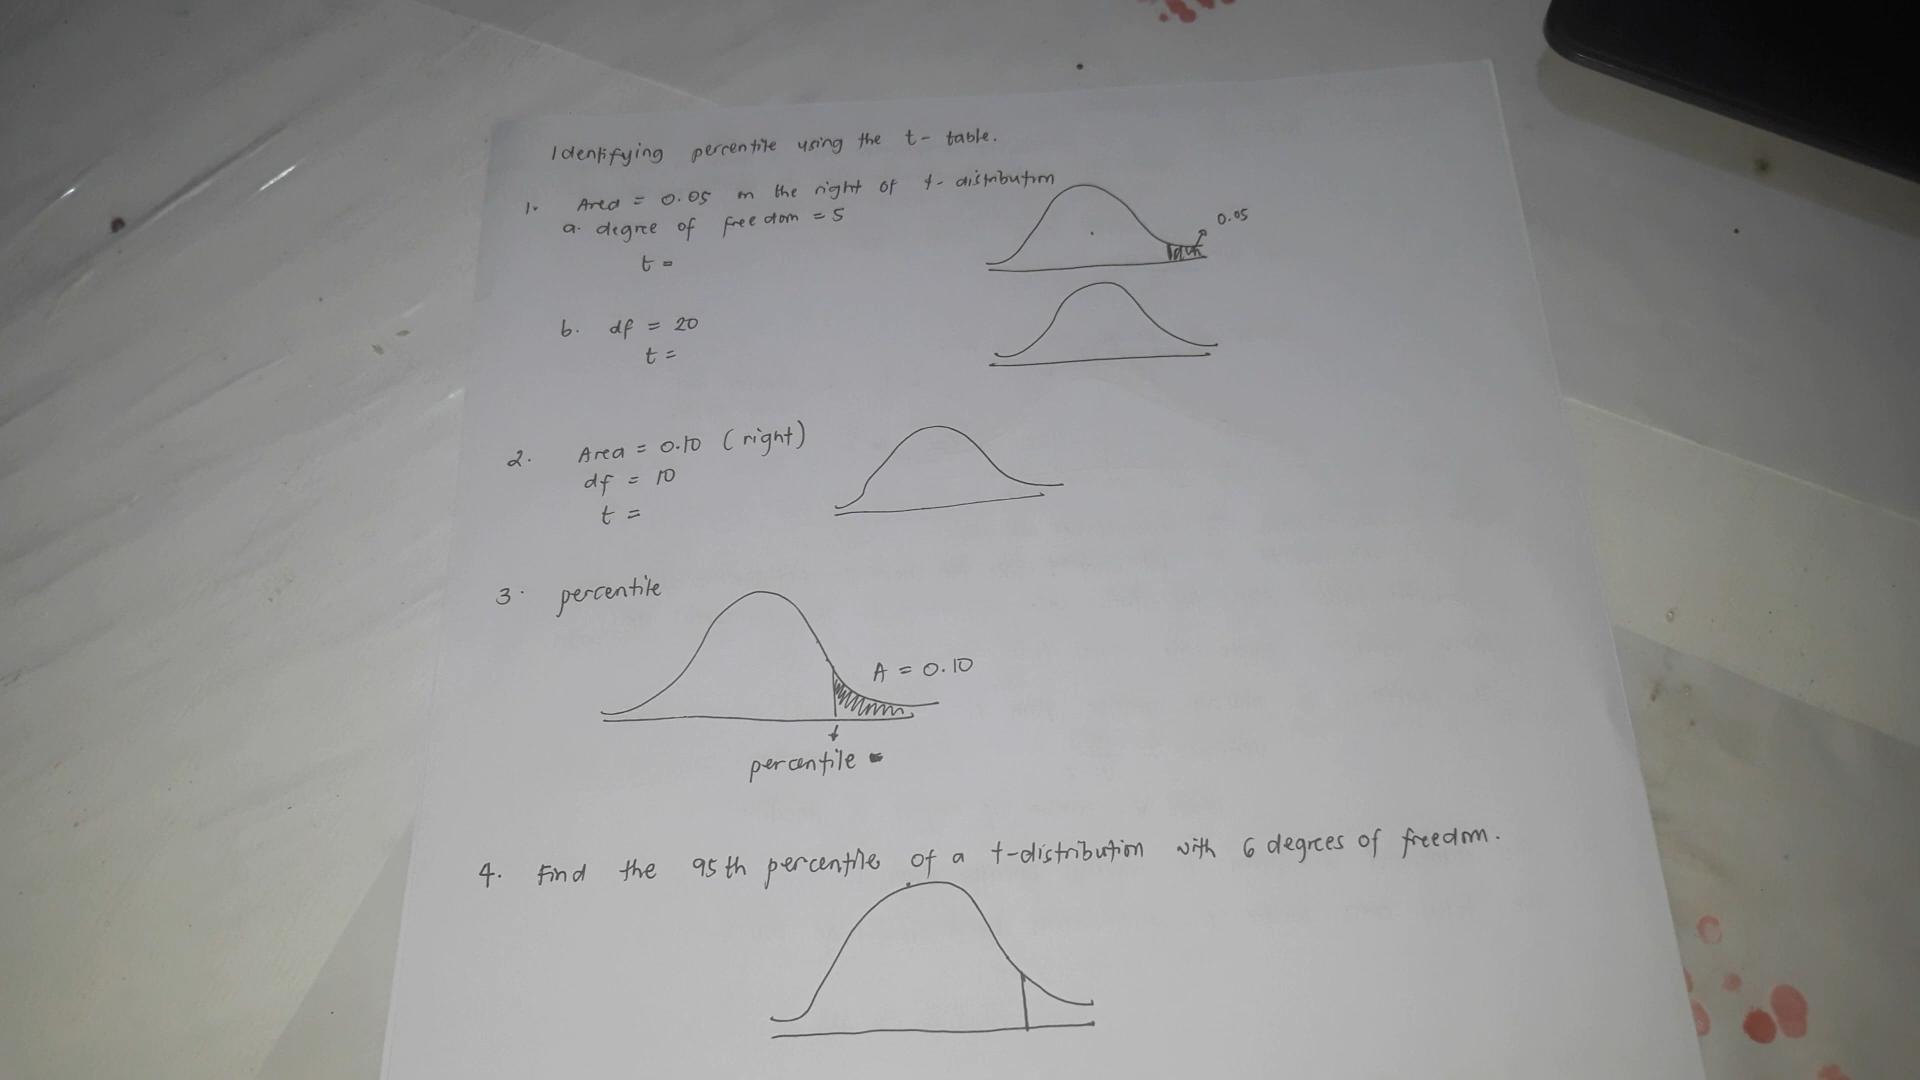 Identifying percentile using the t-table.
1. Area = 0.05 on the right of t-distribution
a. degree of freedom = 5
0.05
t =
b. df = 20
t =
2. Area = 0.10 (right)
df = 10
t =
3. percentile
A = 0.10
percentile =
4. Find the 95th percentile of a t-distribution with 6 degrees of freedom.